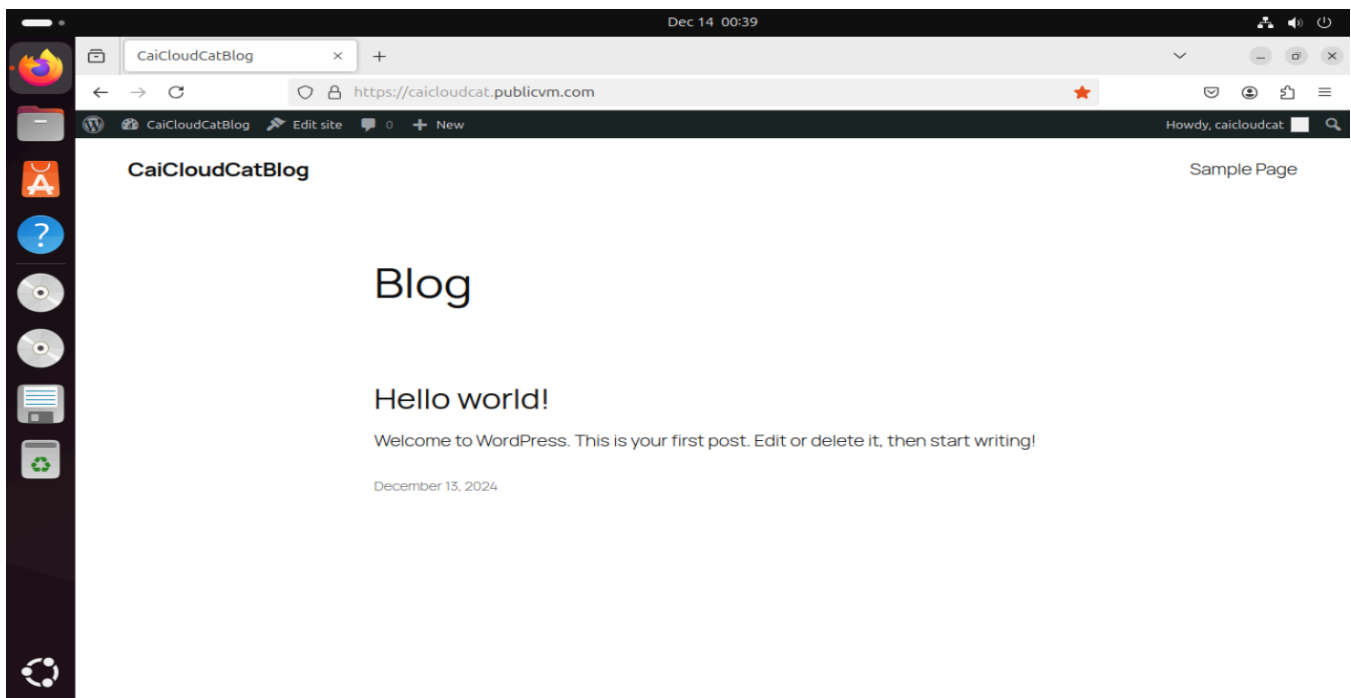 Dec 14 00:39
CaiCloudCatBlog
https://caicloudcat.publicvm.com
CaiCloudCatBlog Edit site 0 New Howdy, caicloudcat
CaiCloudCatBlog Sample Page
Blog
Hello world!
Welcome to WordPress. This is your first post. Edit or delete it, then start writing!
December 13, 2024